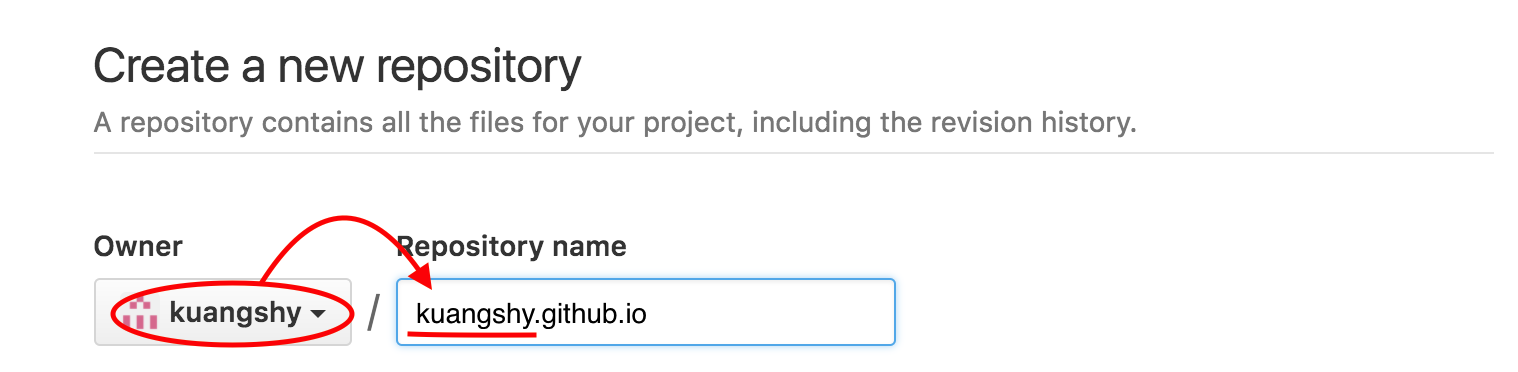 Create a new repository
A repository contains all the files for your project, including the revision history.
Owner
Repository name
kuangshy / kuangshy.github.io